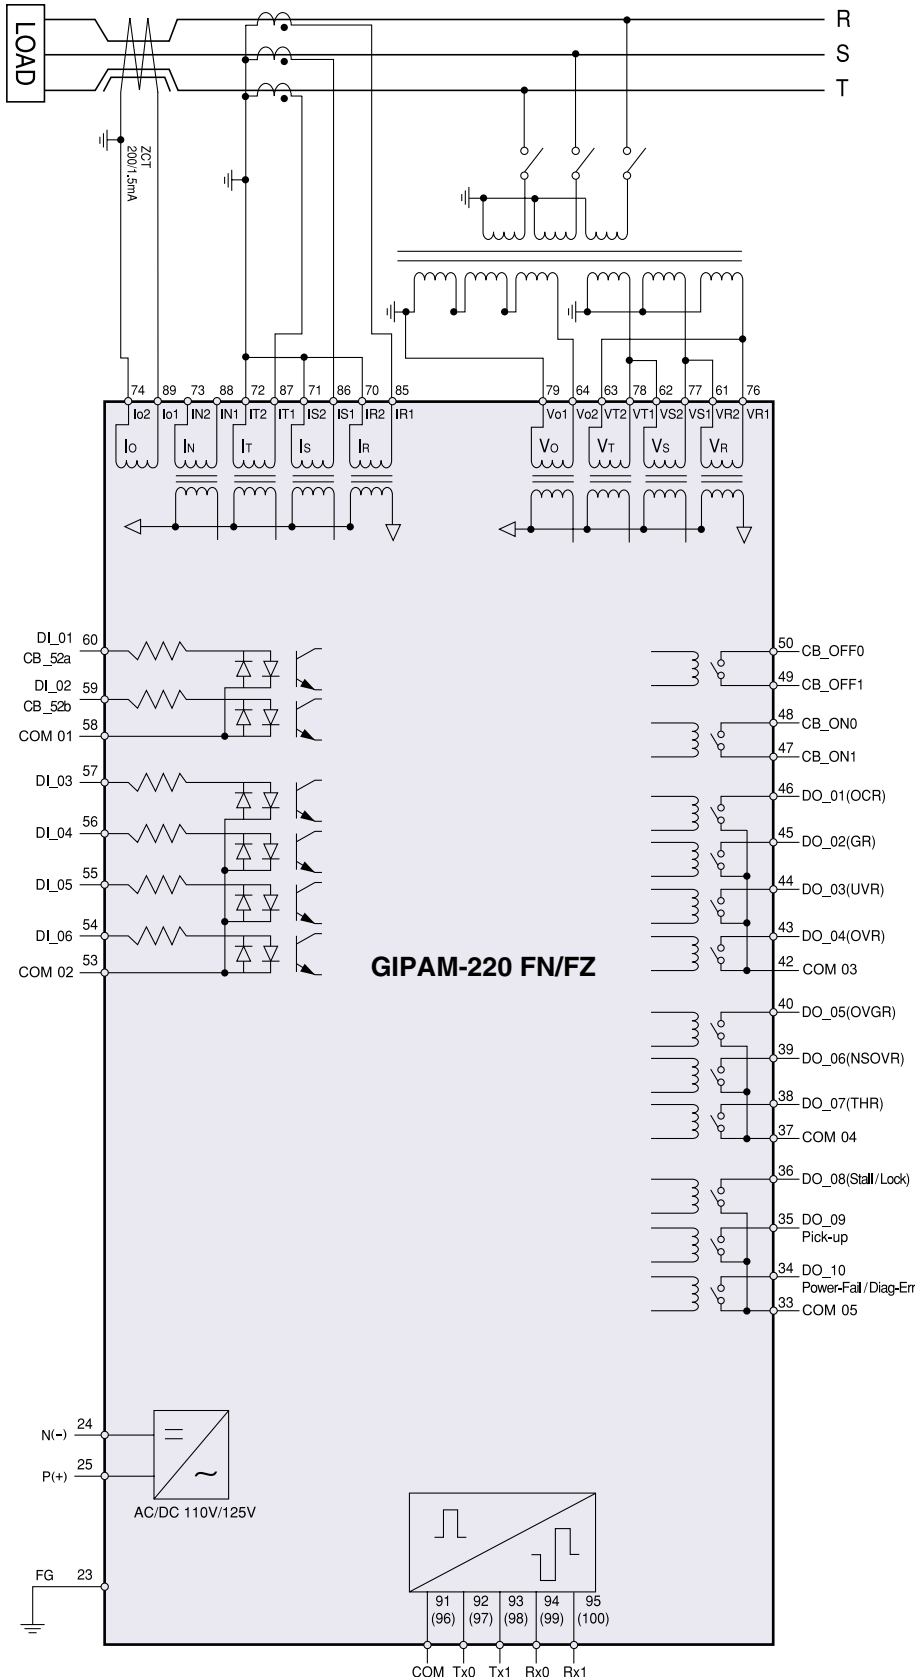 LOAD
R
S
T
ZCT
200/1.5mA
74 89 73 88 72 87 71 86 70 85 79 64 63 78 62 77 61 76
Io2 Io1 IN2 IN1 IT2 IT1 IS2 IS1 IR2 IR1 Vo1 Vo2 VT2 VT1 VS2 VS1 VR2 VR1
IO IN IT IS IR VO VT VS VR
DI_01 60
CB_52a
DI_02 59
CB_52b
COM 01 58
DI_03 57
DI_04 56
DI_05 55
DI_06 54
COM 02 53
50 CB_OFF0
49 CB_OFF1
48 CB_ON0
47 CB_ON1
46 DO_01(OCR)
45 DO_02(GR)
44 DO_03(UVR)
43 DO_04(OVR)
42 COM 03
GIPAM-220 FN/FZ
40 DO_05(OVGR)
39 DO_06(NSOVR)
38 DO_07(THR)
37 COM 04
36 DO_08(Stall/Lock)
35 DO_09
Pick-up
34 DO_10
Power-Fail/Diag-Err
33 COM 05
N(-) 24
P(+) 25
AC/DC 110V/125V
FG 23
91 92 93 94 95
(96) (97) (98) (99) (100)
COM Tx0 Tx1 Rx0 Rx1